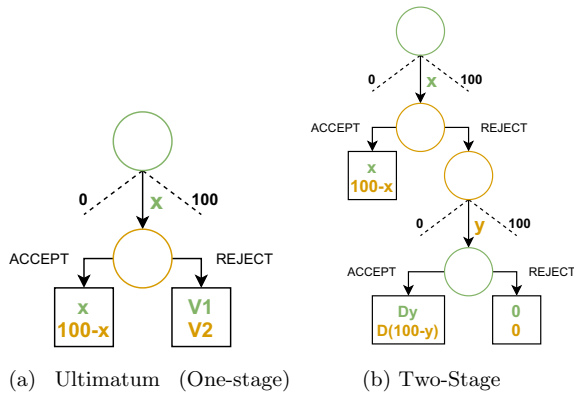 0
100
x
ACCEPT
REJECT
x
100-x
V1
V2
(a) Ultimatum (One-stage)
0
100
x
ACCEPT
REJECT
x
100-x
0
100
y
ACCEPT
REJECT
Dy
D(100-y)
0
0
(b) Two-Stage